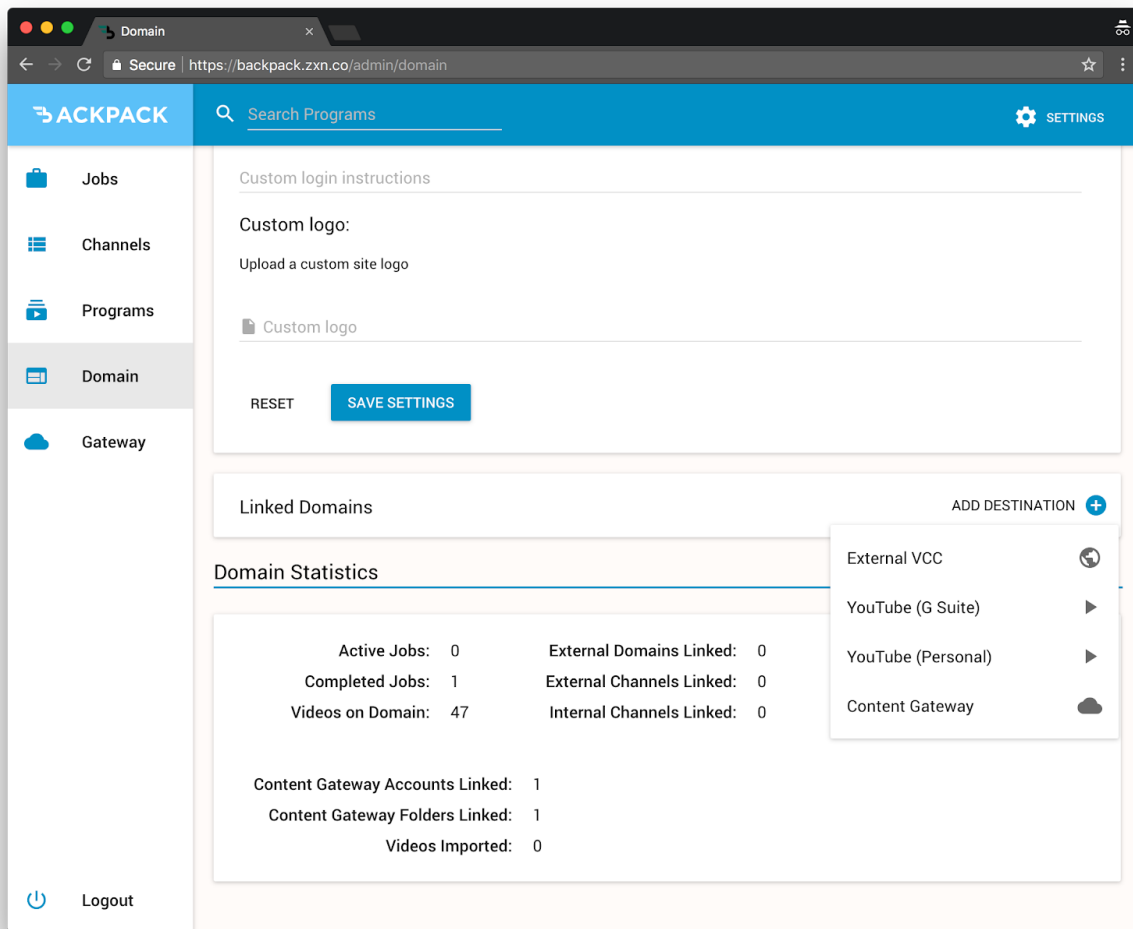 Domain
Secure https://backpack.zxn.co/admin/domain
BACKPACK
Search Programs
SETTINGS
Jobs
Channels
Programs
Domain
Gateway
Logout
Custom login instructions
Custom logo:
Upload a custom site logo
Custom logo
RESET
SAVE SETTINGS
Linked Domains
ADD DESTINATION
External VCC
YouTube (G Suite)
YouTube (Personal)
Content Gateway
Domain Statistics
Active Jobs: 0
Completed Jobs: 1
Videos on Domain: 47
External Domains Linked: 0
External Channels Linked: 0
Internal Channels Linked: 0
Content Gateway Accounts Linked: 1
Content Gateway Folders Linked: 1
Videos Imported: 0